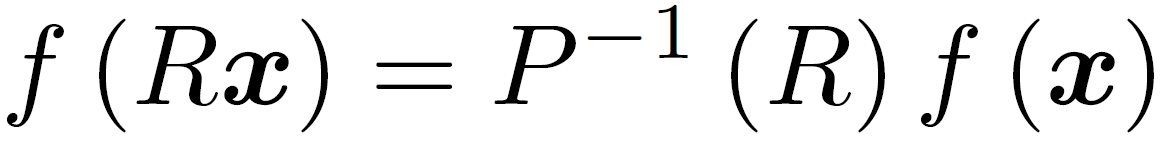 f (R𝒙) = P⁻¹ (R) f (𝒙)